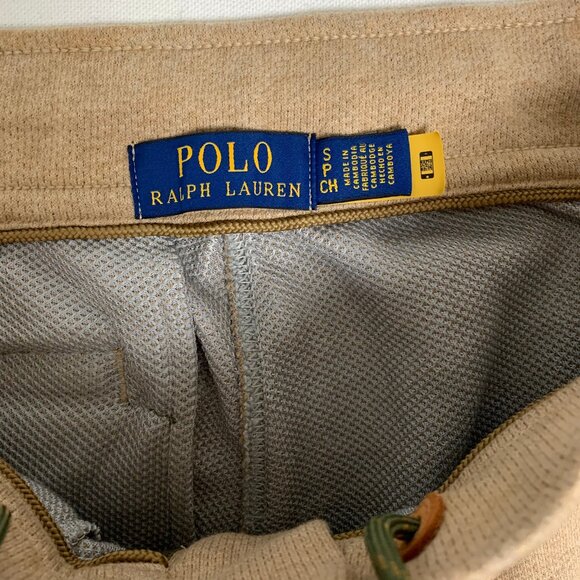 POLO
RALPH LAUREN
S
P
CH
MADE IN
CAMBODIA
FABRIQUÉ AU
CAMBODGE
HECHO EN
CAMBOYA